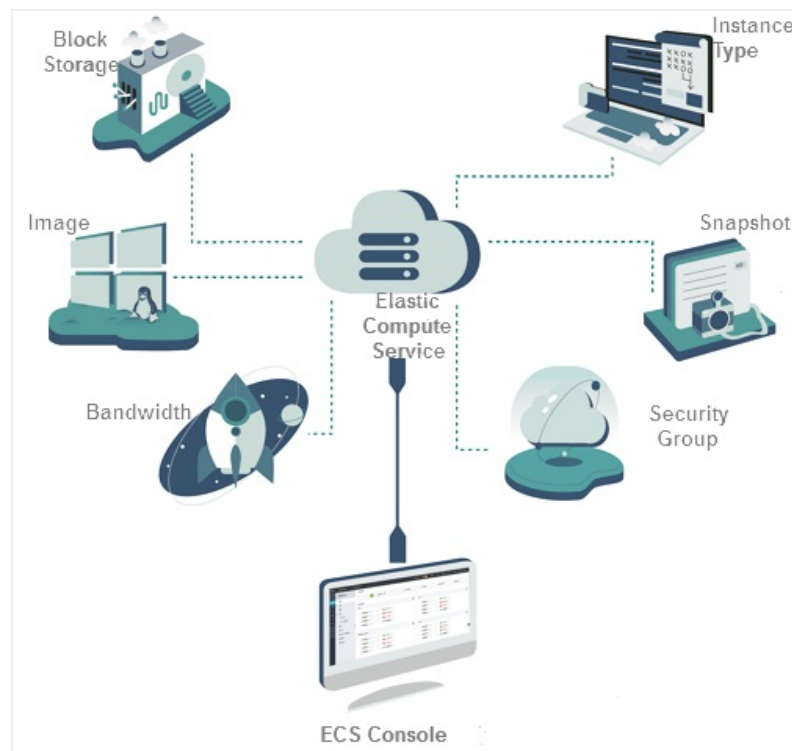 Block
Storage
Instance
Type
Image
Snapshot
Elastic
Compute
Service
Bandwidth
Security
Group
ECS Console